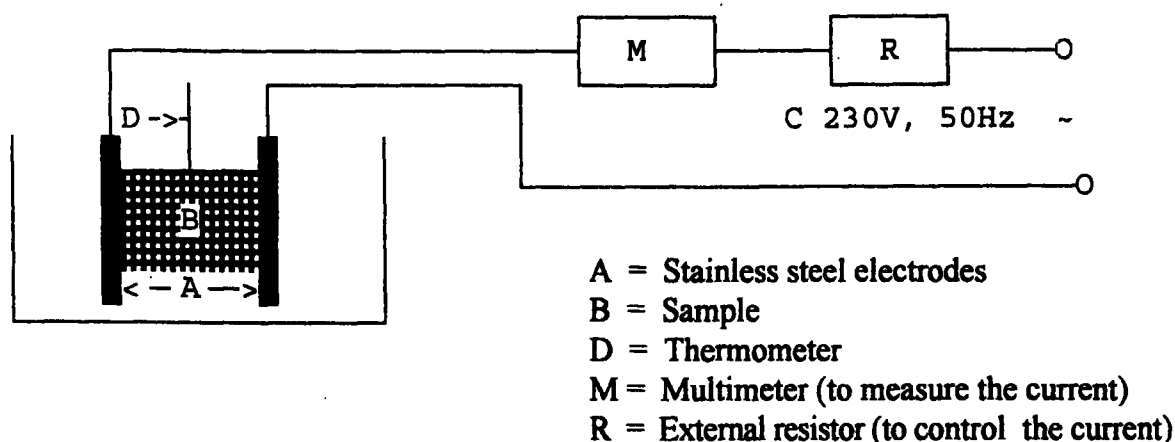 M
R
D ->
C 230V, 50Hz ~
B
< - A — >
A = Stainless steel electrodes
B = Sample
D = Thermometer
M = Multimeter (to measure the current)
R = External resistor (to control the current)